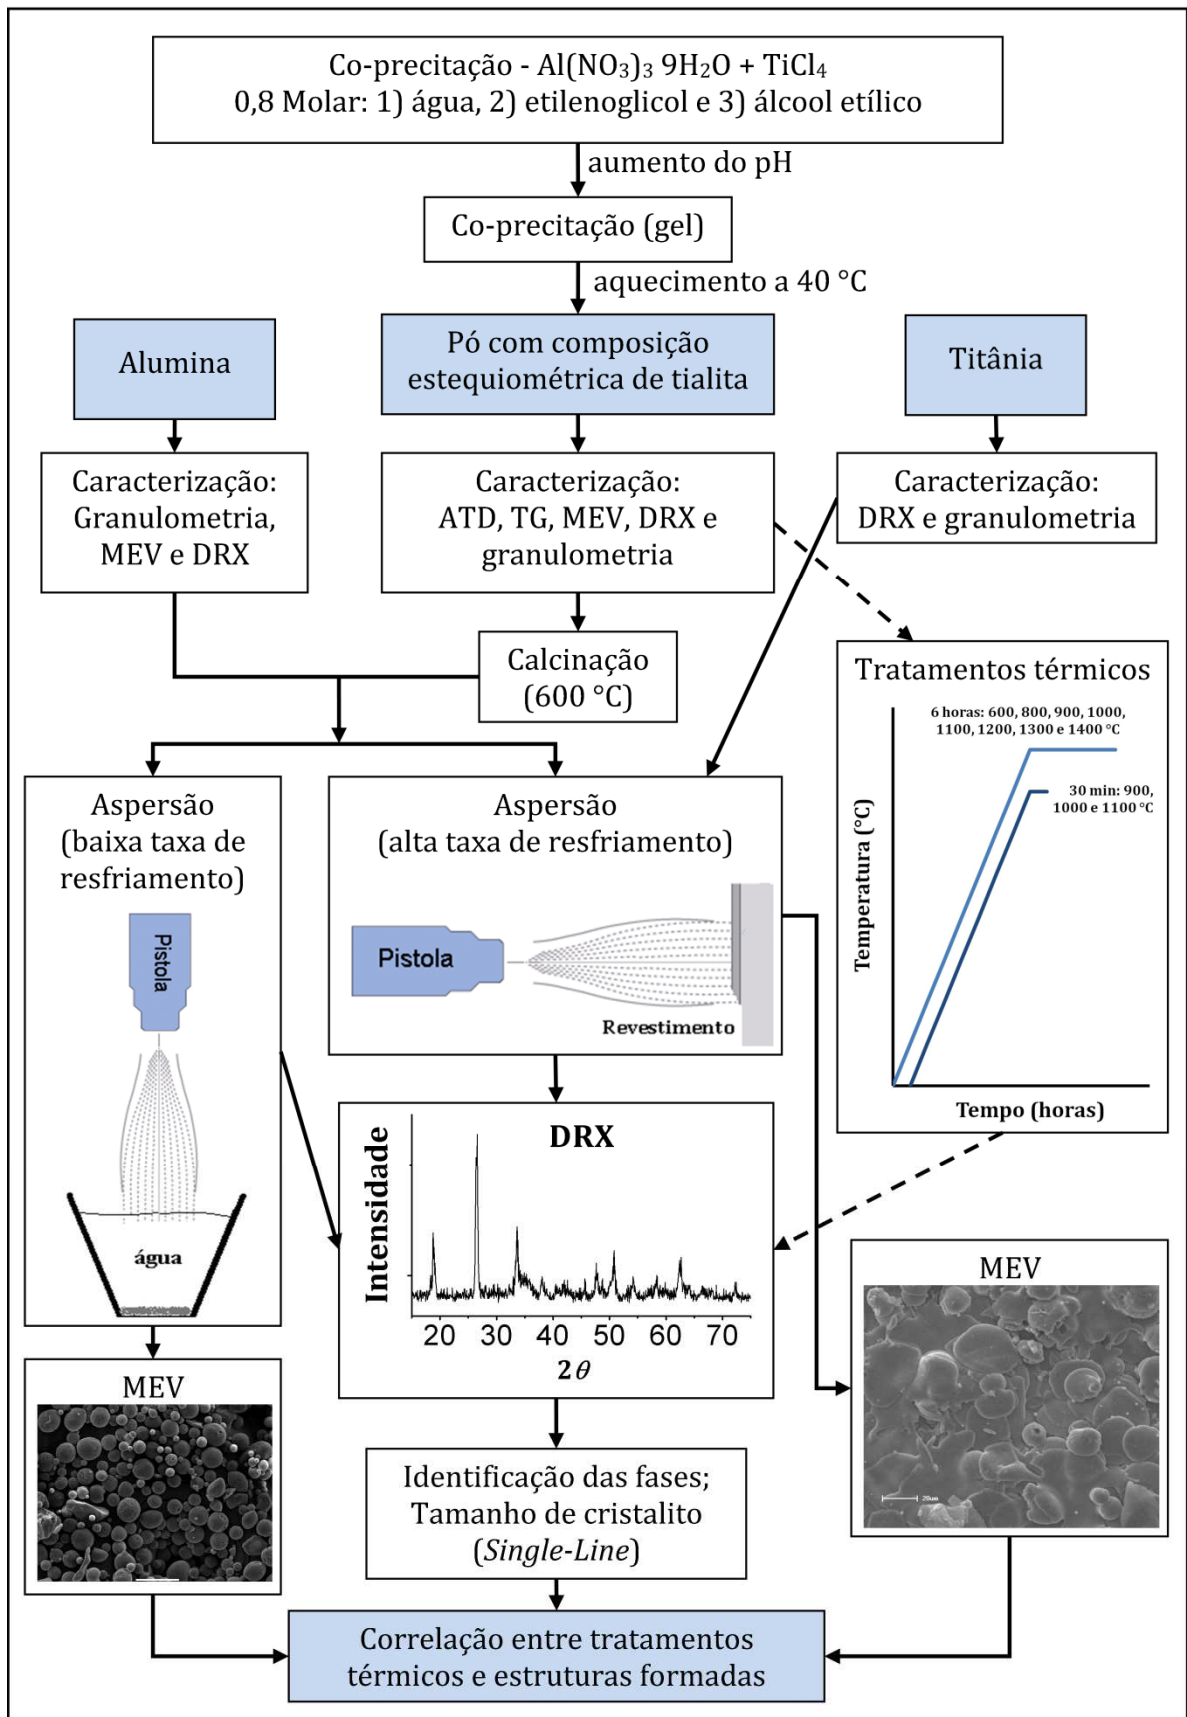 Co-precitação - Al(NO₃)₃ 9H₂O + TiCl₄
0,8 Molar: 1) água, 2) etilenoglicol e 3) álcool etílico
aumento do pH
Co-precitação (gel)
aquecimento a 40 °C
Alumina
Pó com composição
estequiométrica de tialita
Titânia
Caracterização:
Granulometria,
MEV e DRX
Caracterização:
ATD, TG, MEV, DRX e
granulometria
Caracterização:
DRX e granulometria
Calcinação
(600 °C)
Tratamentos térmicos
6 horas: 600, 800, 900, 1000,
1100, 1200, 1300 e 1400 °C
30 min: 900,
1000 e 1100 °C
Temperatura (°C)
Tempo (horas)
Aspersão
(baixa taxa de
resfriamento)
Pistola
água
Aspersão
(alta taxa de resfriamento)
Pistola
Revestimento
DRX
Intensidade
20 30 40 50 60 70
2θ
MEV
MEV
20um
Identificação das fases;
Tamanho de cristalito
(Single-Line)
Correlação entre tratamentos
térmicos e estruturas formadas